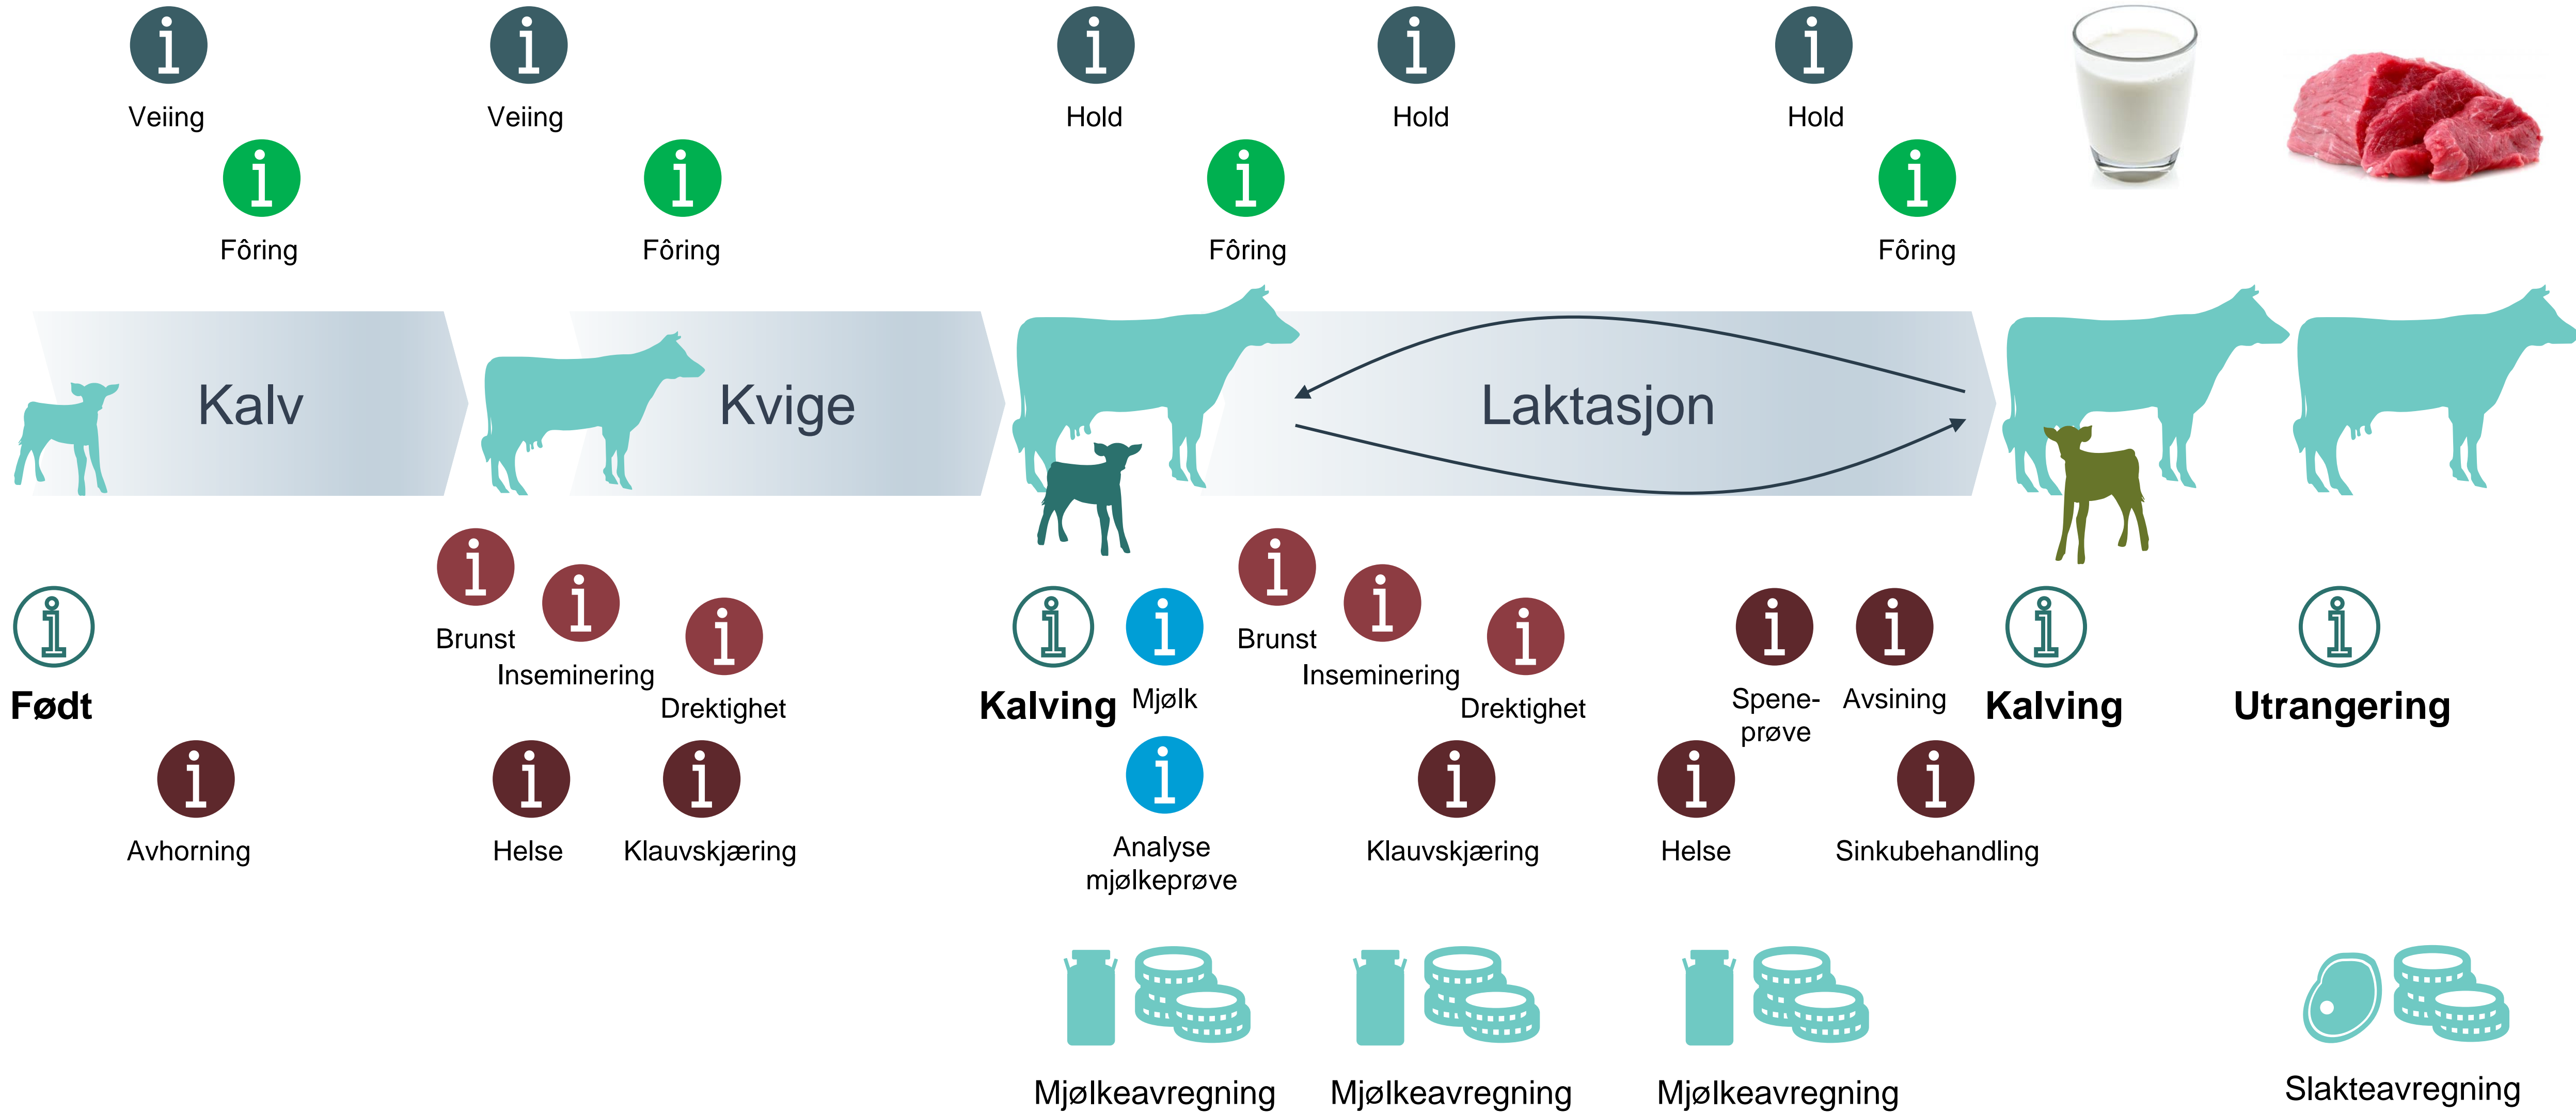 Veiing
Veiing
Hold
Hold
Hold
Fôring
Fôring
Fôring
Fôring
Kalv
Kvige
Laktasjon
Født
Brunst
Inseminering
Drektighet
Kalving
Mjølk
Brunst
Inseminering
Drektighet
Spene-
prøve
Avsining
Kalving
Utrangering
Avhorning
Helse
Klauvskjæring
Analyse
mjølkeprøve
Klauvskjæring
Helse
Sinkubehandling
Mjølkeavregning
Mjølkeavregning
Mjølkeavregning
Slakteavregning